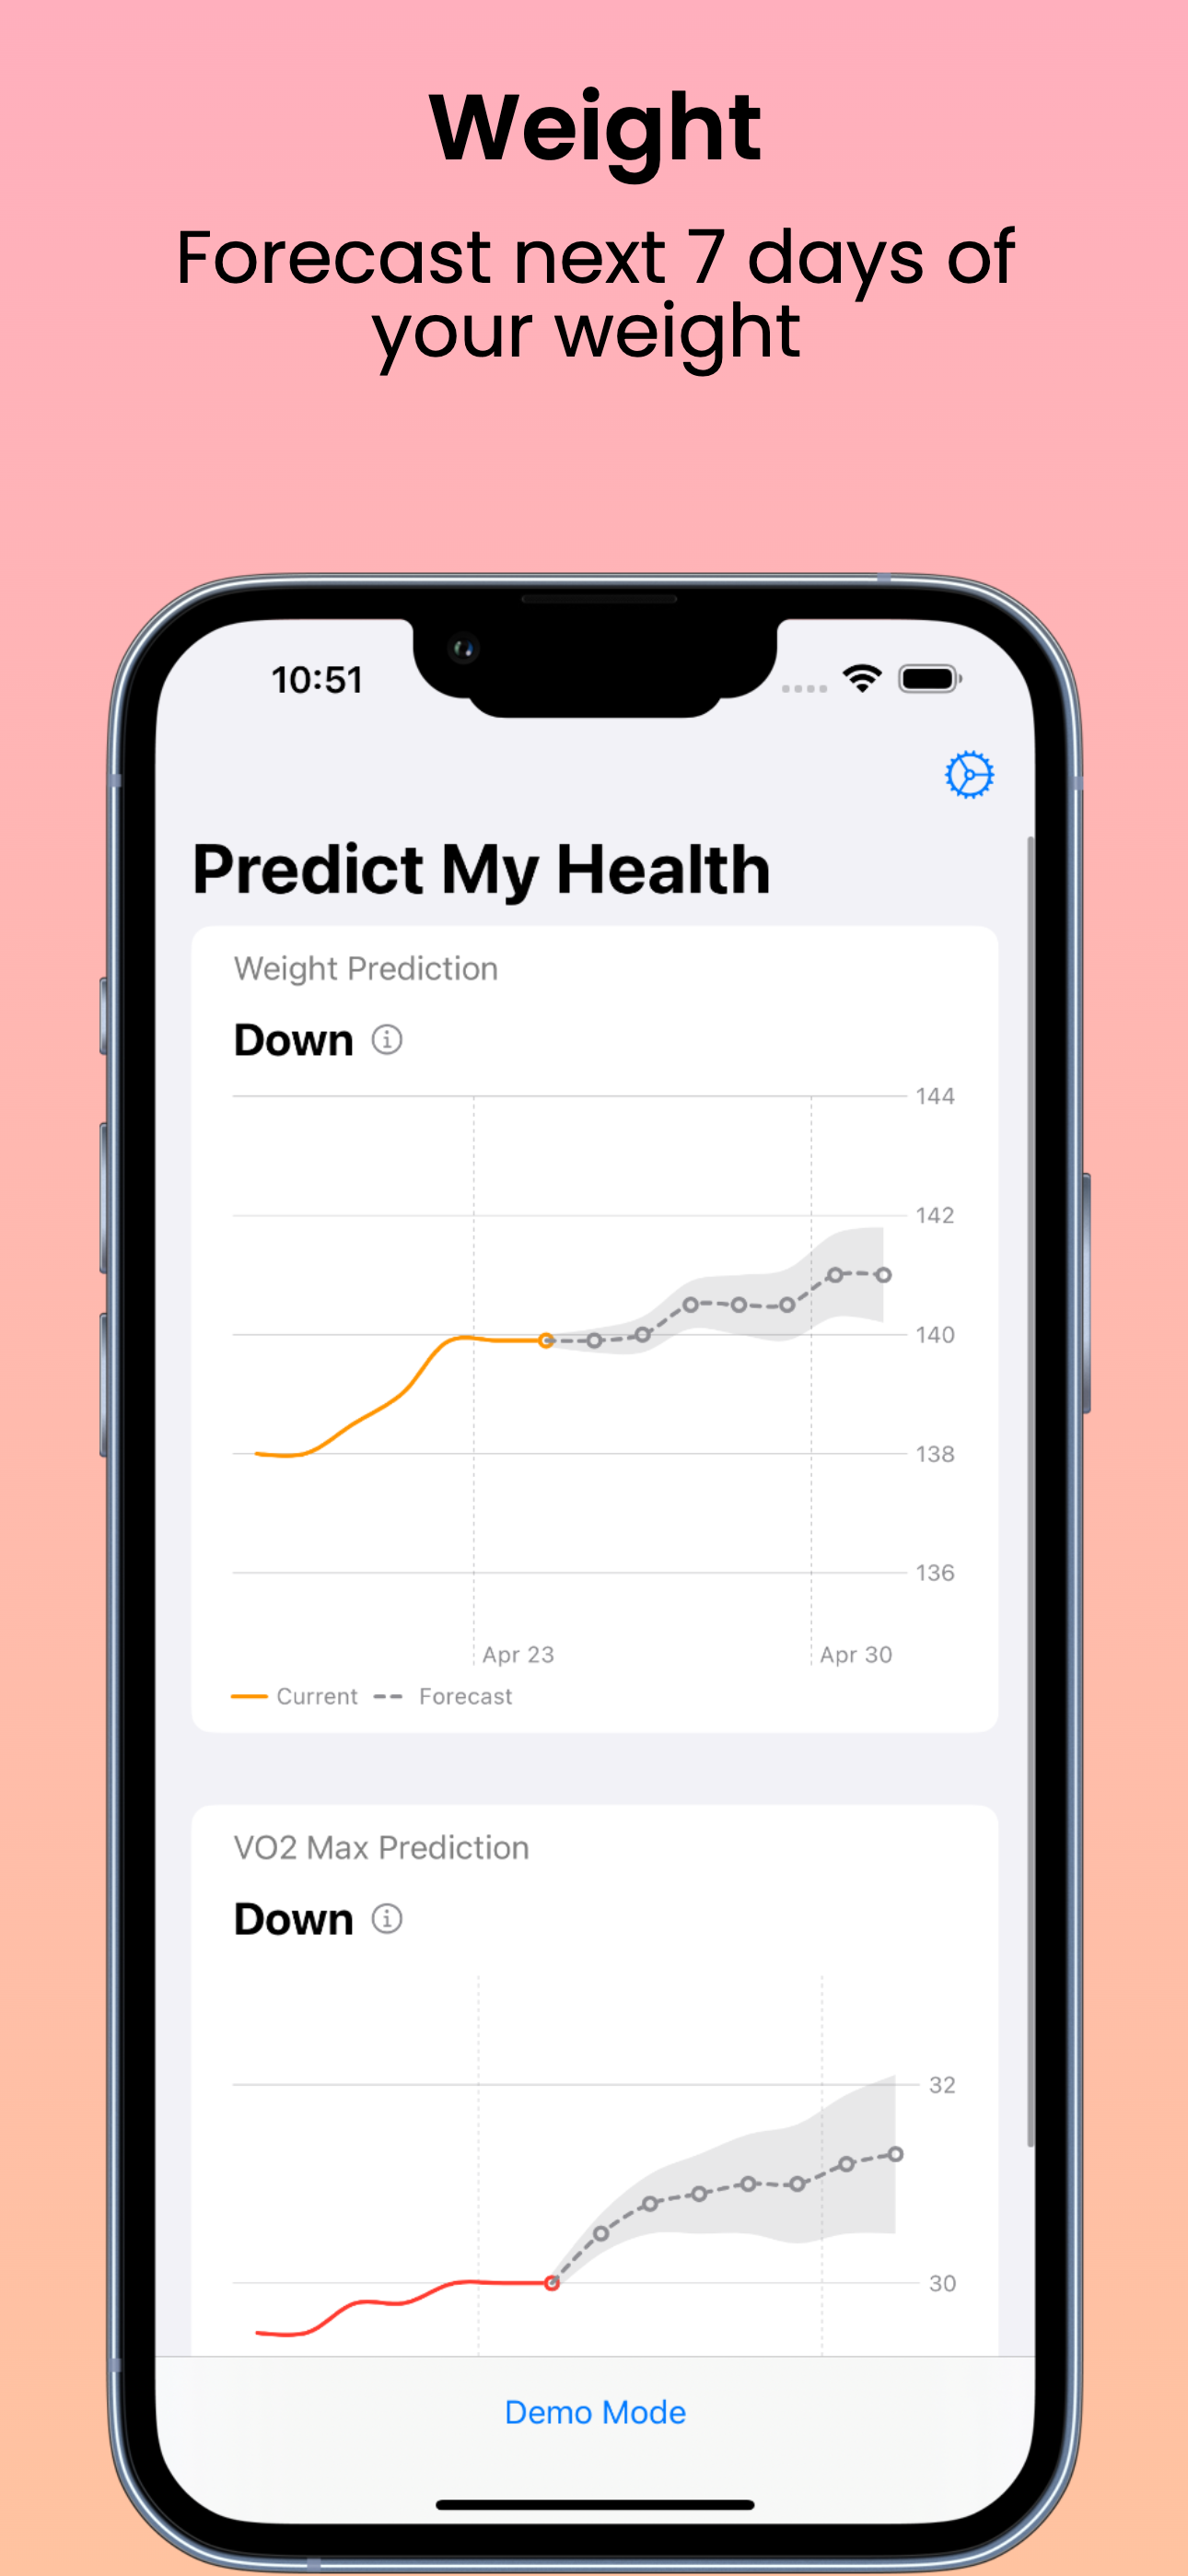 Weight
Forecast next 7 days of
your weight
10:51
Predict My Health
Weight Prediction
Down
144
142
140
138
136
Apr 23 Apr 30
Current Forecast
VO2 Max Prediction
Down
32
30
Demo Mode